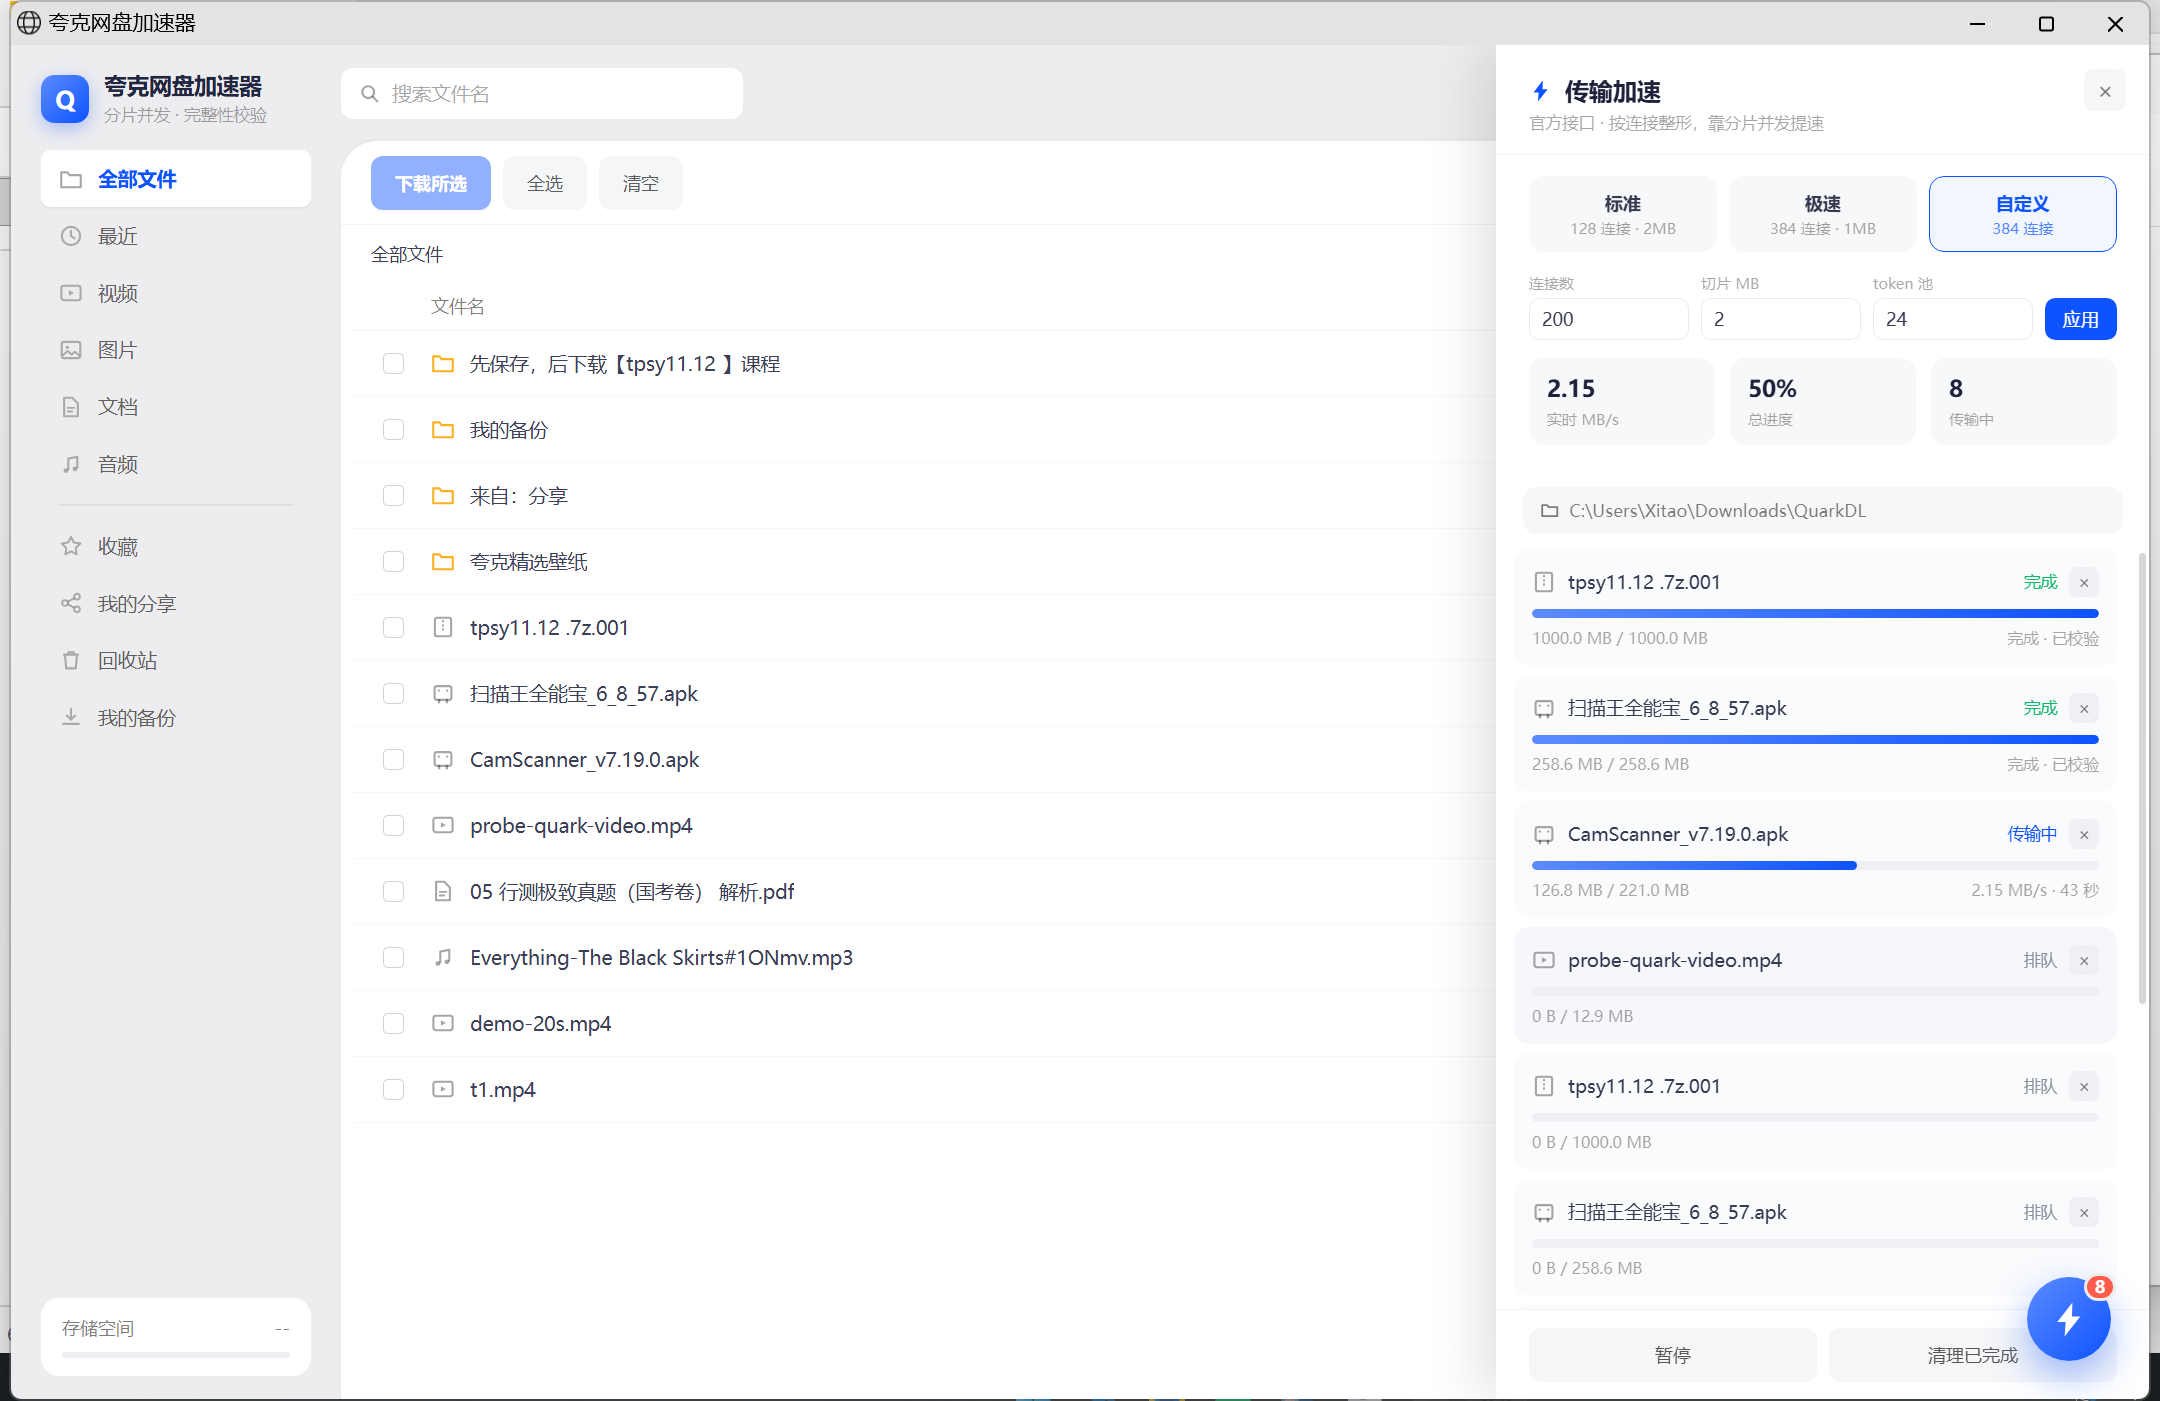 夸克网盘加速器
Q
夸克网盘加速器
分片并发 · 完整性校验
全部文件
最近
视频
图片
文档
音频
收藏
我的分享
回收站
我的备份
存储空间
--
搜索文件名
下载所选
全选
清空
全部文件
文件名
先保存，后下载【tpsy11.12 】课程
我的备份
来自：分享
夸克精选壁纸
tpsy11.12 .7z.001
扫描王全能宝_6_8_57.apk
CamScanner_v7.19.0.apk
probe-quark-video.mp4
05 行测极致真题（国考卷） 解析.pdf
Everything-The Black Skirts#1ONmv.mp3
demo-20s.mp4
t1.mp4
传输加速
官方接口 · 按连接整形，靠分片并发提速
标准
128 连接 · 2MB
极速
384 连接 · 1MB
自定义
384 连接
连接数
切片 MB
token 池
200
2
24
应用
2.15
实时 MB/s
50%
总进度
8
传输中
C:\Users\Xitao\Downloads\QuarkDL
tpsy11.12 .7z.001
完成
1000.0 MB / 1000.0 MB
完成 · 已校验
扫描王全能宝_6_8_57.apk
完成
258.6 MB / 258.6 MB
完成 · 已校验
CamScanner_v7.19.0.apk
传输中
126.8 MB / 221.0 MB
2.15 MB/s · 43 秒
probe-quark-video.mp4
排队
0 B / 12.9 MB
tpsy11.12 .7z.001
排队
0 B / 1000.0 MB
扫描王全能宝_6_8_57.apk
排队
0 B / 258.6 MB
8
暂停
清理已完成